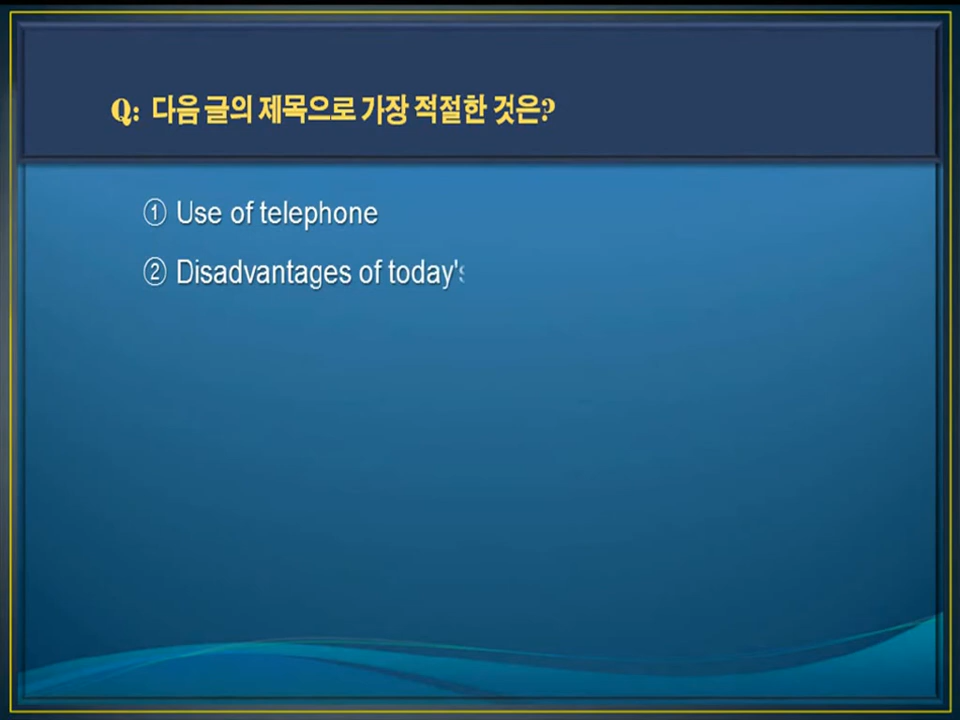 Q: 다음 글의 제목으로 가장 적절한 것은?
① Use of telephone
② Disadvantages of today's